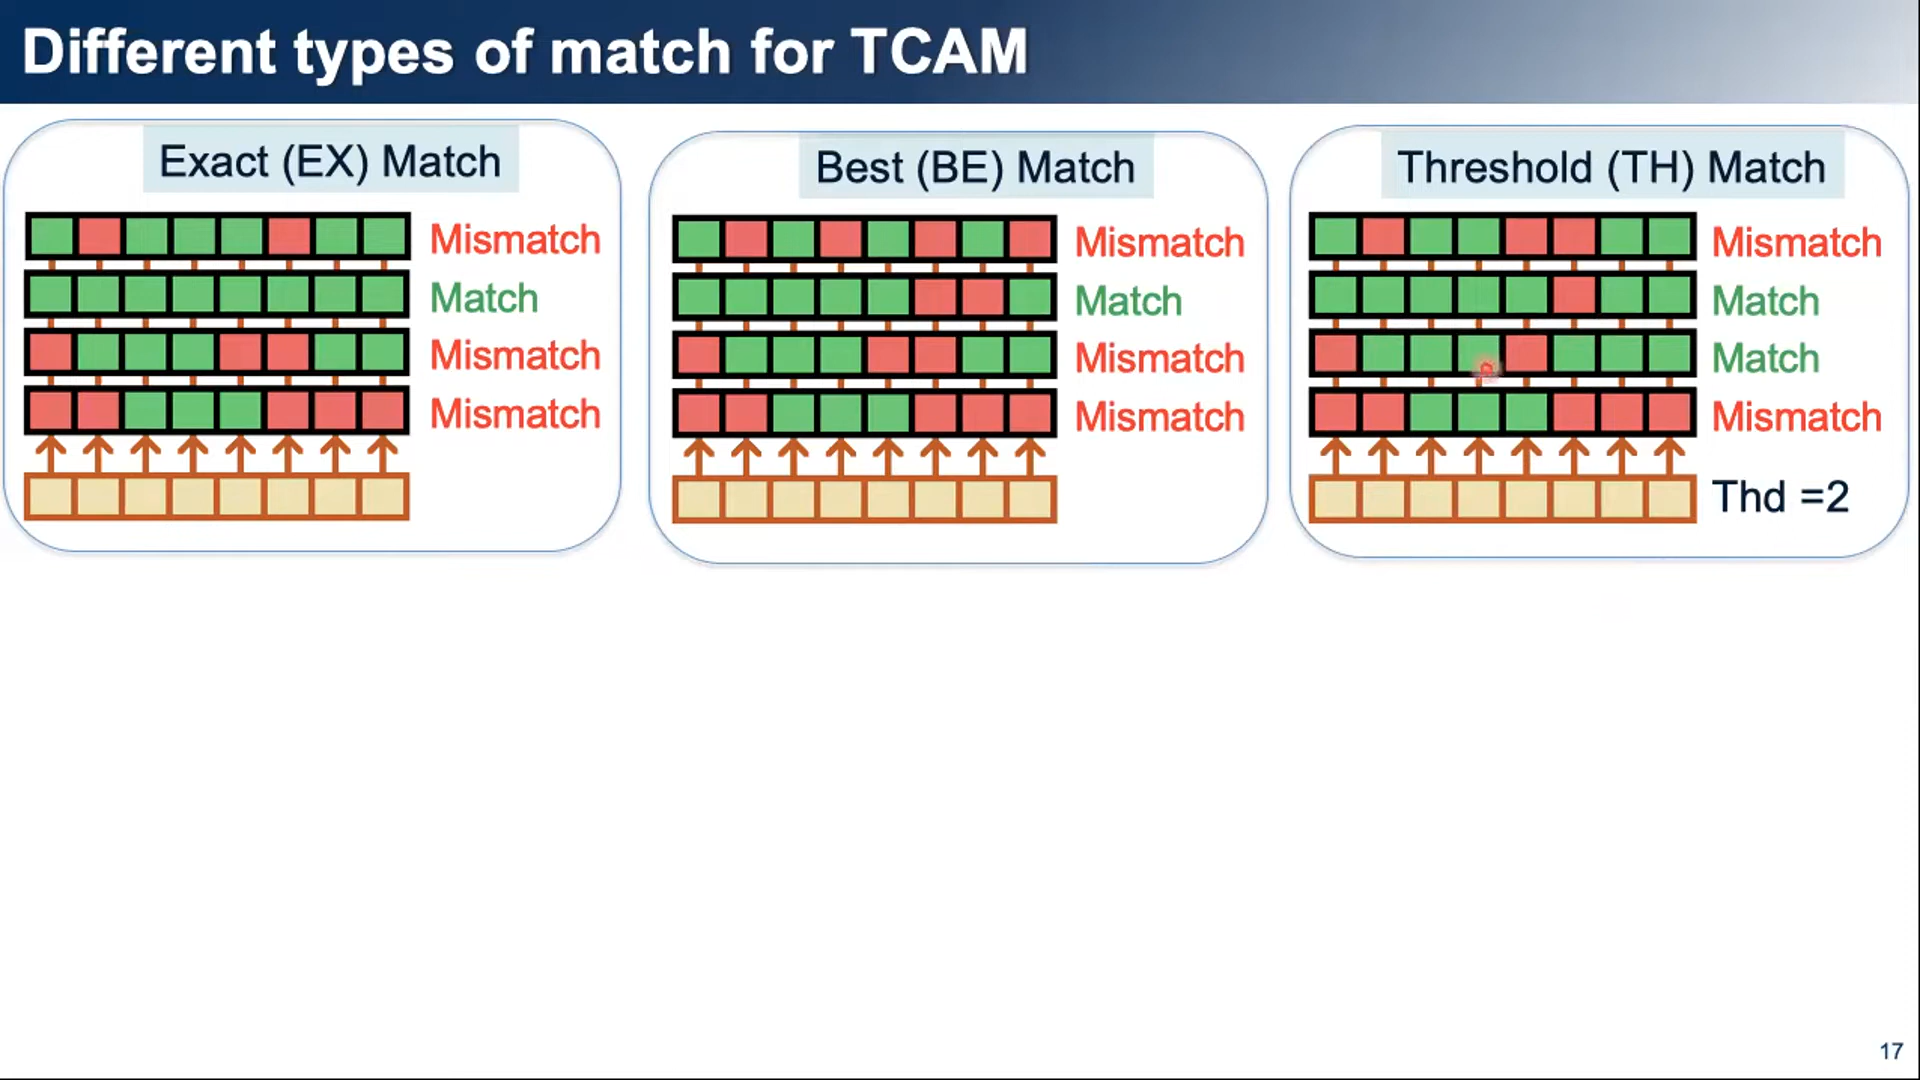 Different types of match for TCAM
Exact (EX) Match
Mismatch
Match
Mismatch
Mismatch
Best (BE) Match
Mismatch
Match
Mismatch
Mismatch
Threshold (TH) Match
Mismatch
Match
Match
Mismatch
Thd =2
17